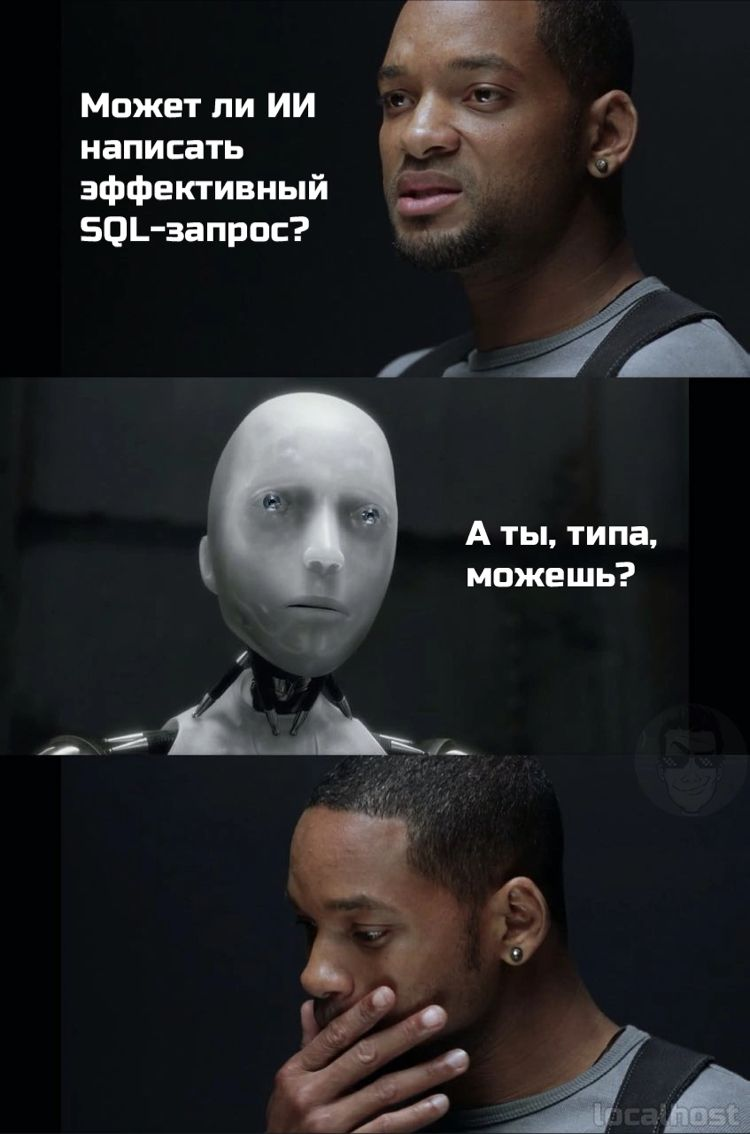 Может ли ИИ
написать
эффективный
SQL-запрос?
А ты, типа,
можешь?
localhost